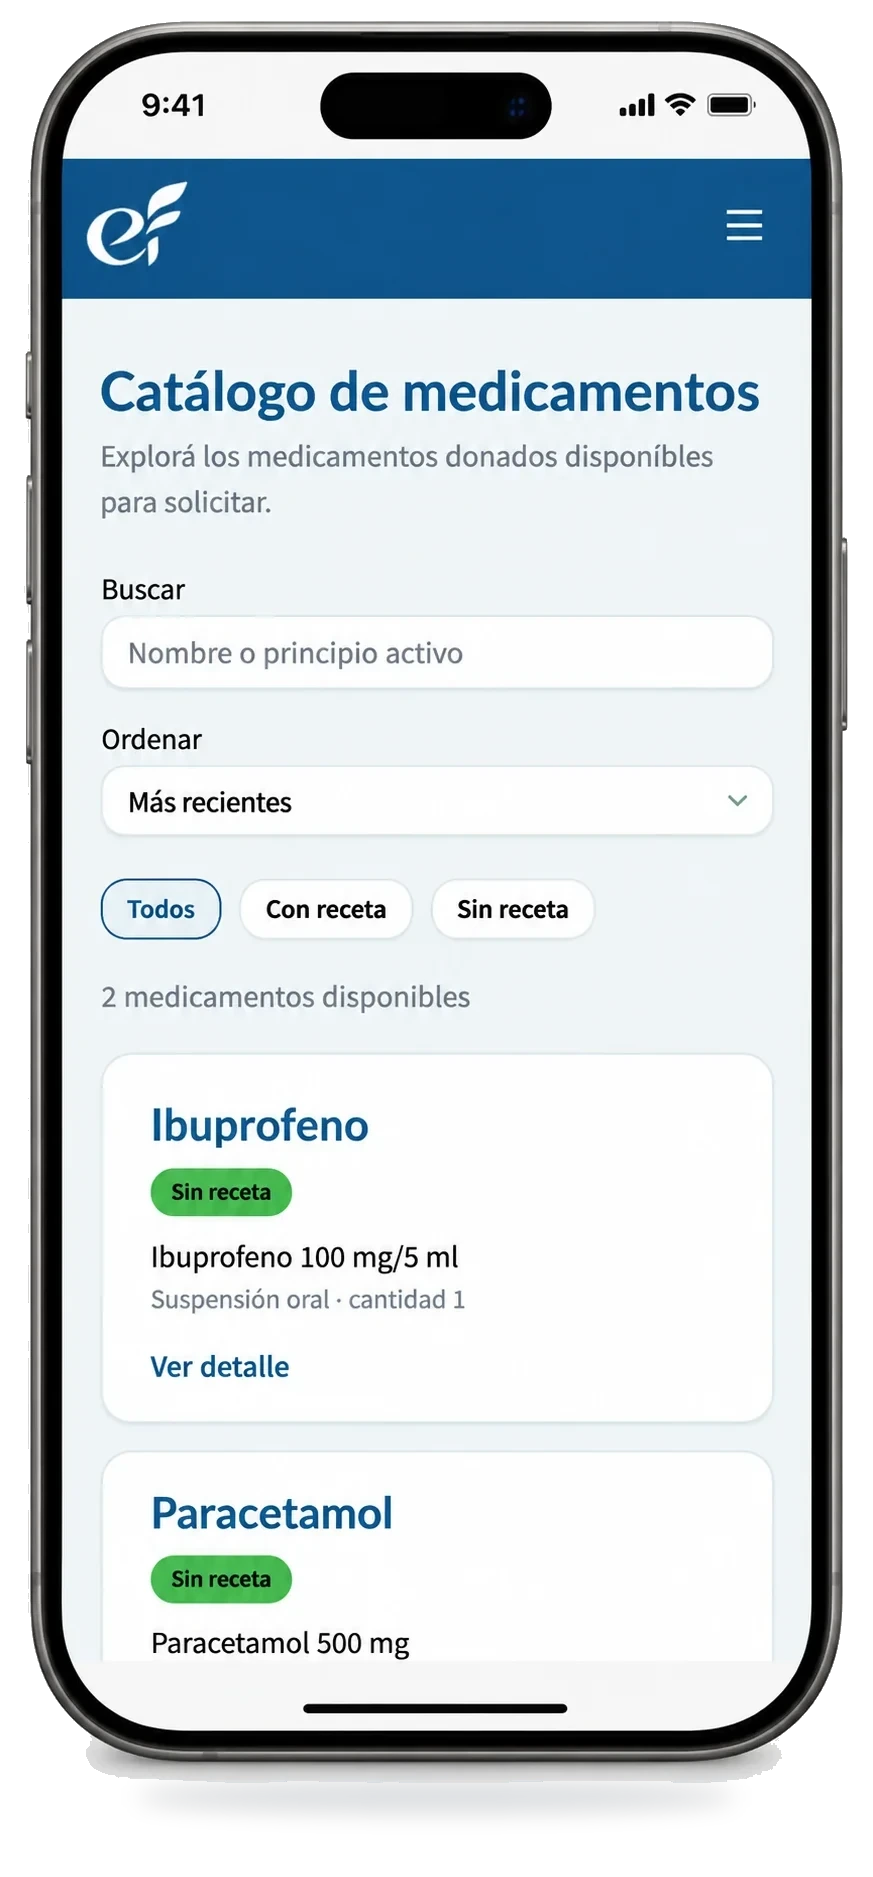 9:41
Catálogo de medicamentos
Explorá los medicamentos donados disponíbles
para solicitar.
Buscar
Nombre o principio activo
Ordenar
Más recientes
Todos
Con receta
Sin receta
2 medicamentos disponibles
Ibuprofeno
Sin receta
Ibuprofeno 100 mg/5 ml
Suspensión oral · cantidad 1
Ver detalle
Paracetamol
Sin receta
Paracetamol 500 mg